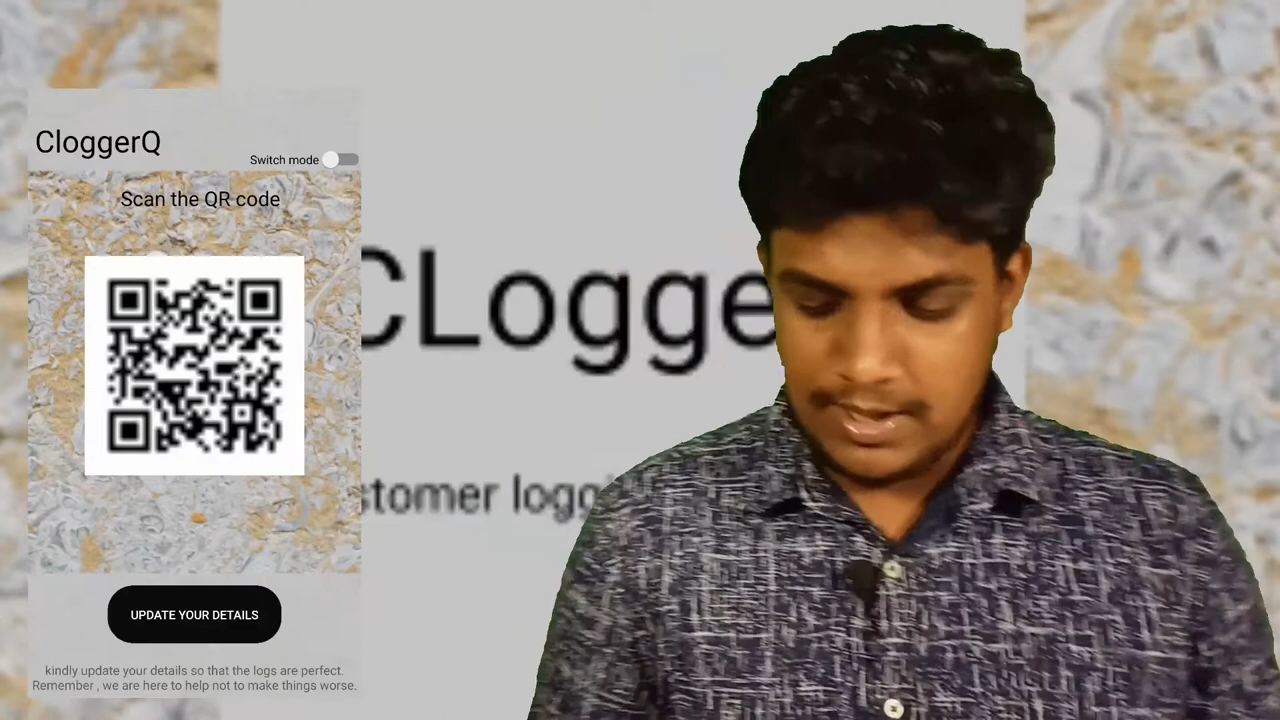 CloggerQ
Switch mode
Scan the QR code
UPDATE YOUR DETAILS
kindly update your details so that the logs are perfect.
Remember , we are here to help not to make things worse.
CLogge
stomer logg